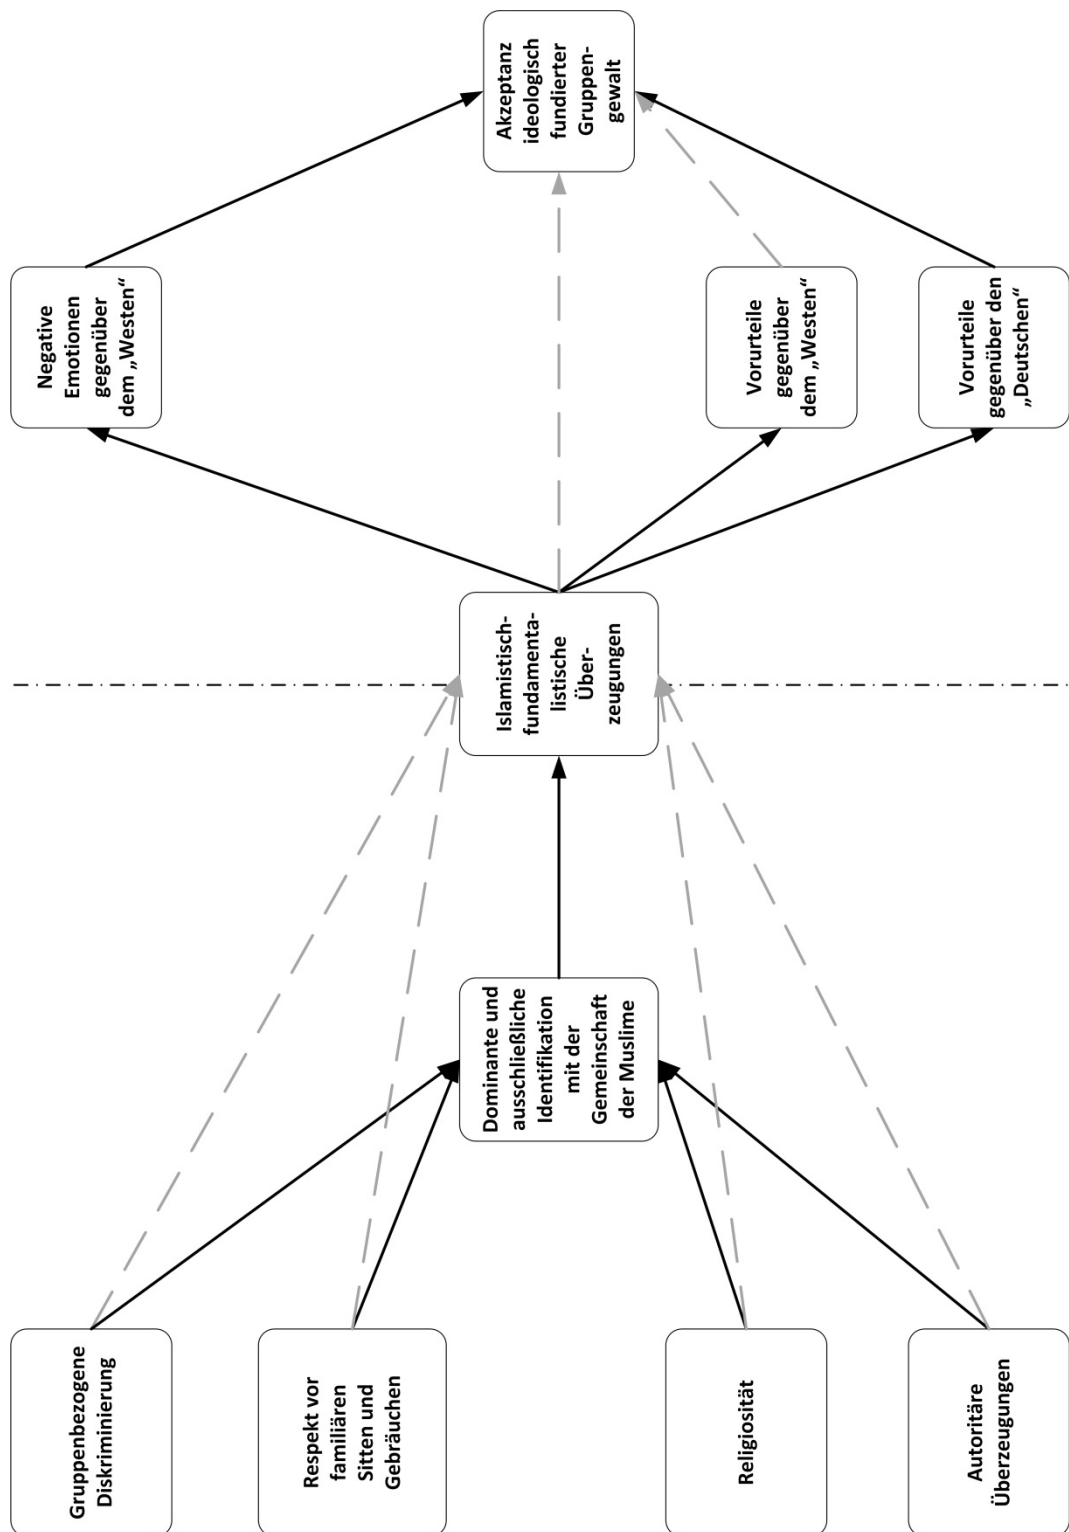 Gruppenbezogene
Diskriminierung
Respekt vor
familiären
Sitten und
Gebräuchen
Religiosität
Autoritäre
Überzeugungen
Dominante und
ausschließliche
Identifikation
mit der
Gemeinschaft
der Muslime
Islamistisch-
fundamenta-
listische
Über-
zeugungen
Negative
Emotionen
gegenüber
dem „Westen“
Vorurteile
gegenüber
dem „Westen“
Vorurteile
gegenüber den
„Deutschen“
Akzeptanz
ideologisch
fundierter
Gruppen-
gewalt